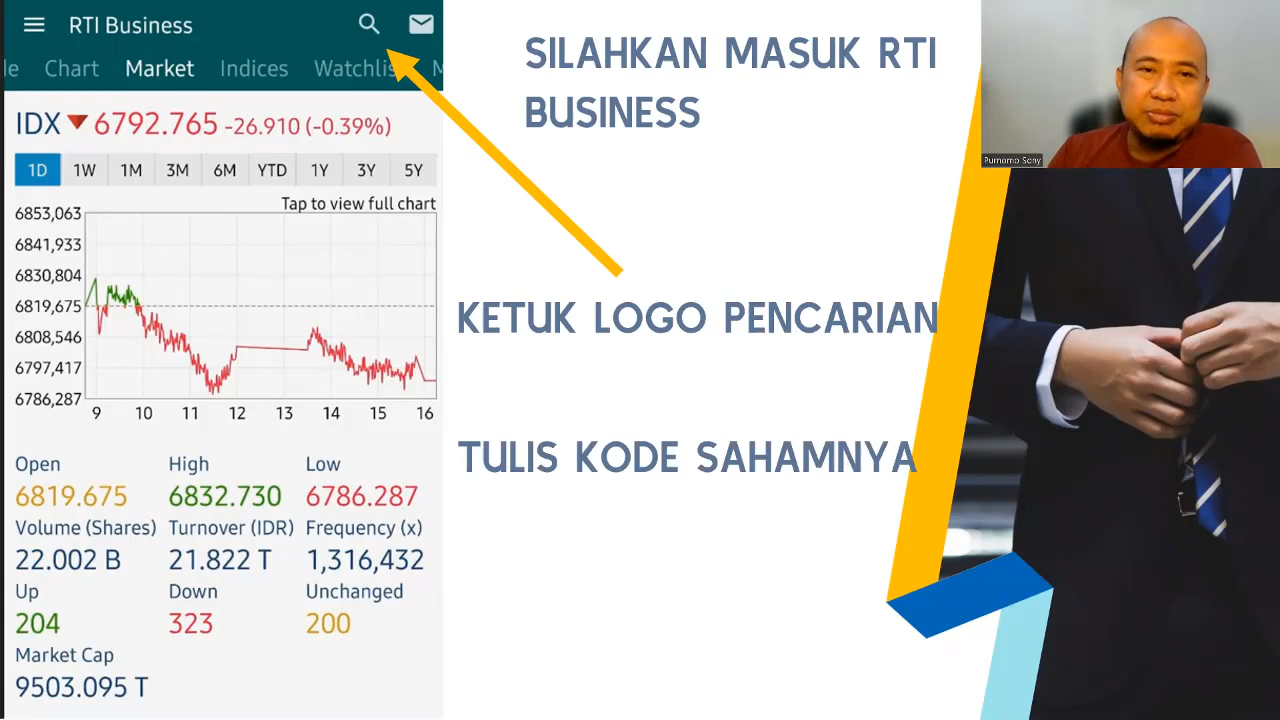 RTI Business
le Chart Market Indices Watchlis M
IDX 6792.765 -26.910 (-0.39%)
1D 1W 1M 3M 6M YTD 1Y 3Y 5Y
Tap to view full chart
6853,063
6841,933
6830,804
6819,675
6808,546
6797,417
6786,287
9 10 11 12 13 14 15 16
Open High Low
6819.675 6832.730 6786.287
Volume (Shares) Turnover (IDR) Frequency (x)
22.002 B 21.822 T 1,316,432
Up Down Unchanged
204 323 200
Market Cap
9503.095 T
SILAHKAN MASUK RTI
BUSINESS
KETUK LOGO PENCARIAN
TULIS KODE SAHAMNYA
Purnomo Sony